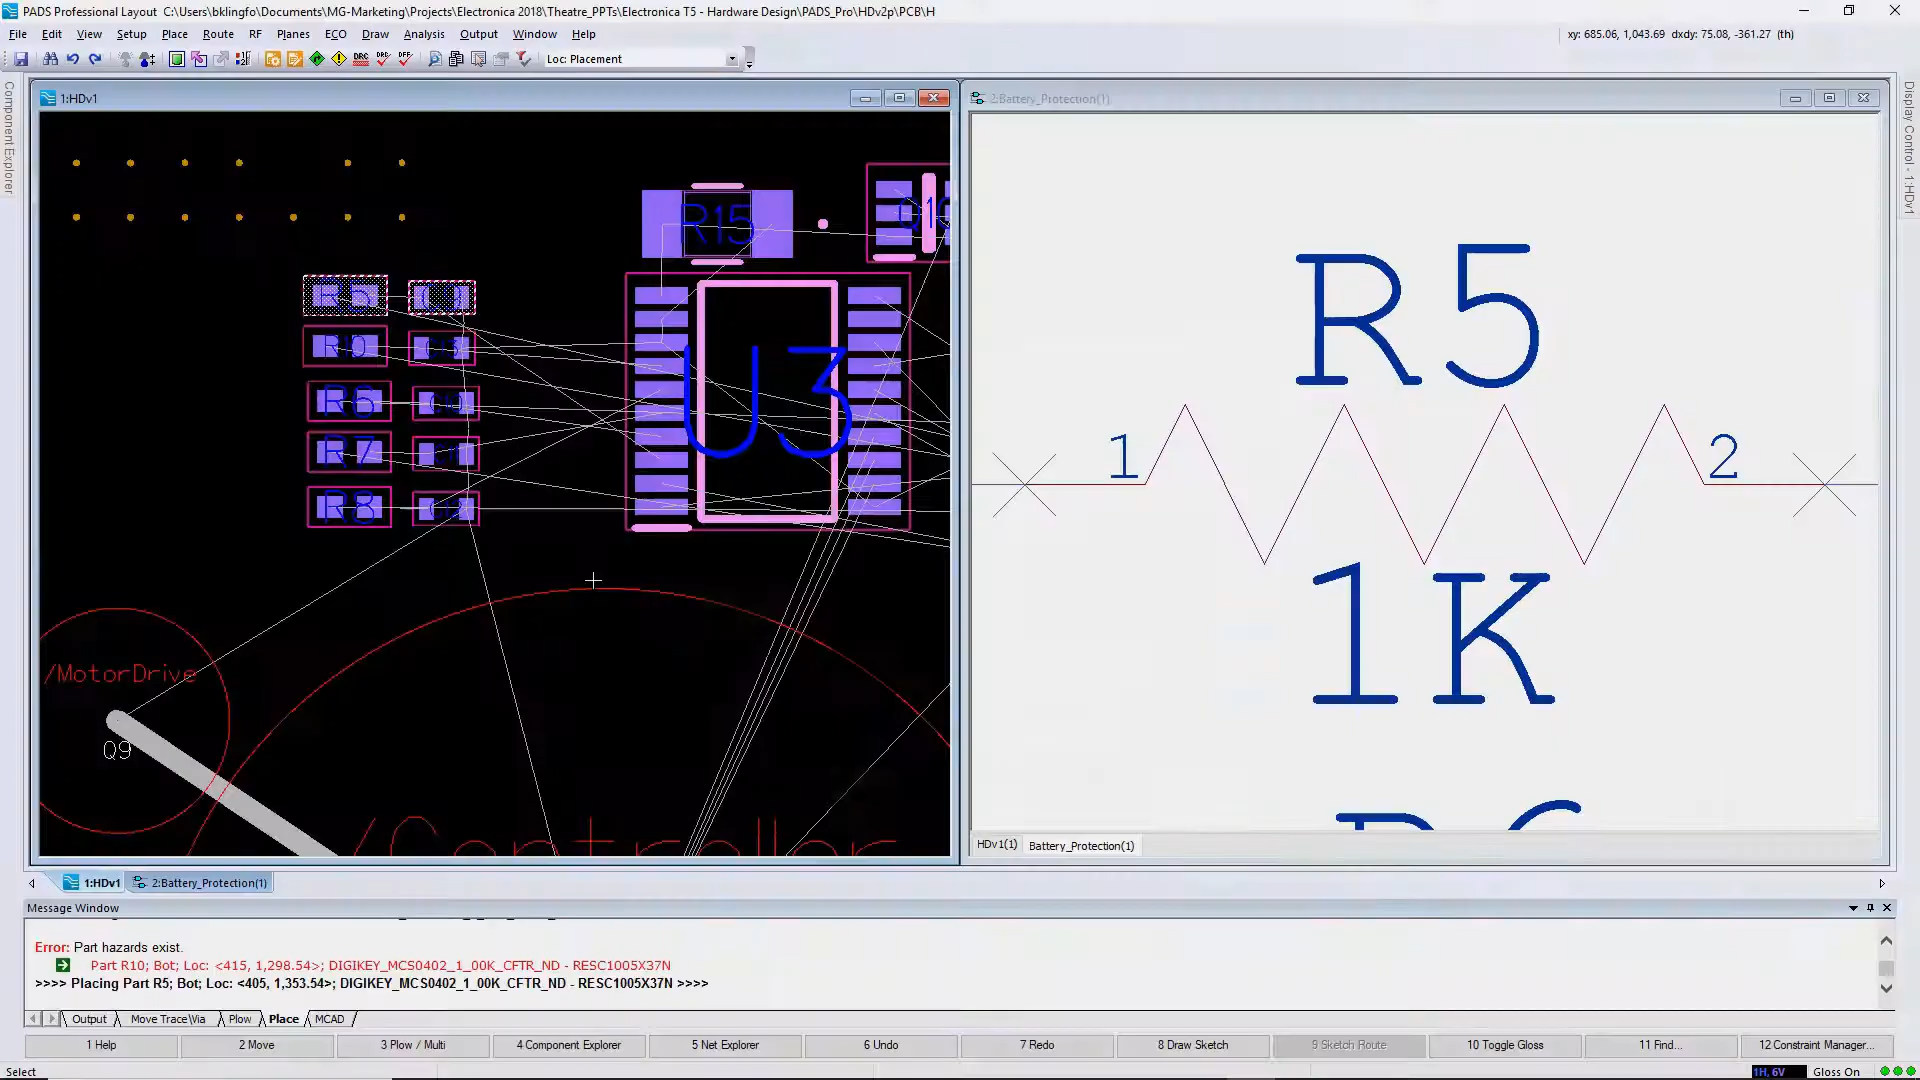 PADS Professional Layout C:\Users\bklingfo\Documents\MG-Marketing\Projects\Electronica 2018\Theatre_PPTs\Electronica T5 - Hardware Design\PADS_Pro\HDv2p\PCB\H
File Edit View Setup Place Route RF Planes ECO Draw Analysis Output Window Help
xy: 685.06, 1,043.69 dxdy: 75.08, -361.27 (th)
Loc: Placement
Component Explorer
Display Control - 1:HDv1
1:HDv1
2:Battery_Protection(1)
R15
R5
R10
R6
R7
R8
U3
/MotorDrive
Q9
R5
1 2
1K
HDv1(1) Battery_Protection(1)
1:HDv1 2:Battery_Protection(1)
Message Window
Error: Part hazards exist.
Part R10; Bot; Loc: <415, 1,298.54>; DIGIKEY_MCS0402_1_00K_CFTR_ND - RESC1005X37N
>>>> Placing Part R5; Bot; Loc: <405, 1,353.54>; DIGIKEY_MCS0402_1_00K_CFTR_ND - RESC1005X37N >>>>
Output Move Trace\Via Plow Place MCAD
1 Help 2 Move 3 Plow / Multi 4 Component Explorer 5 Net Explorer 6 Undo 7 Redo 8 Draw Sketch 9 Sketch Route 10 Toggle Gloss 11 Find... 12 Constraint Manager...
Select 1H, 6V Gloss On